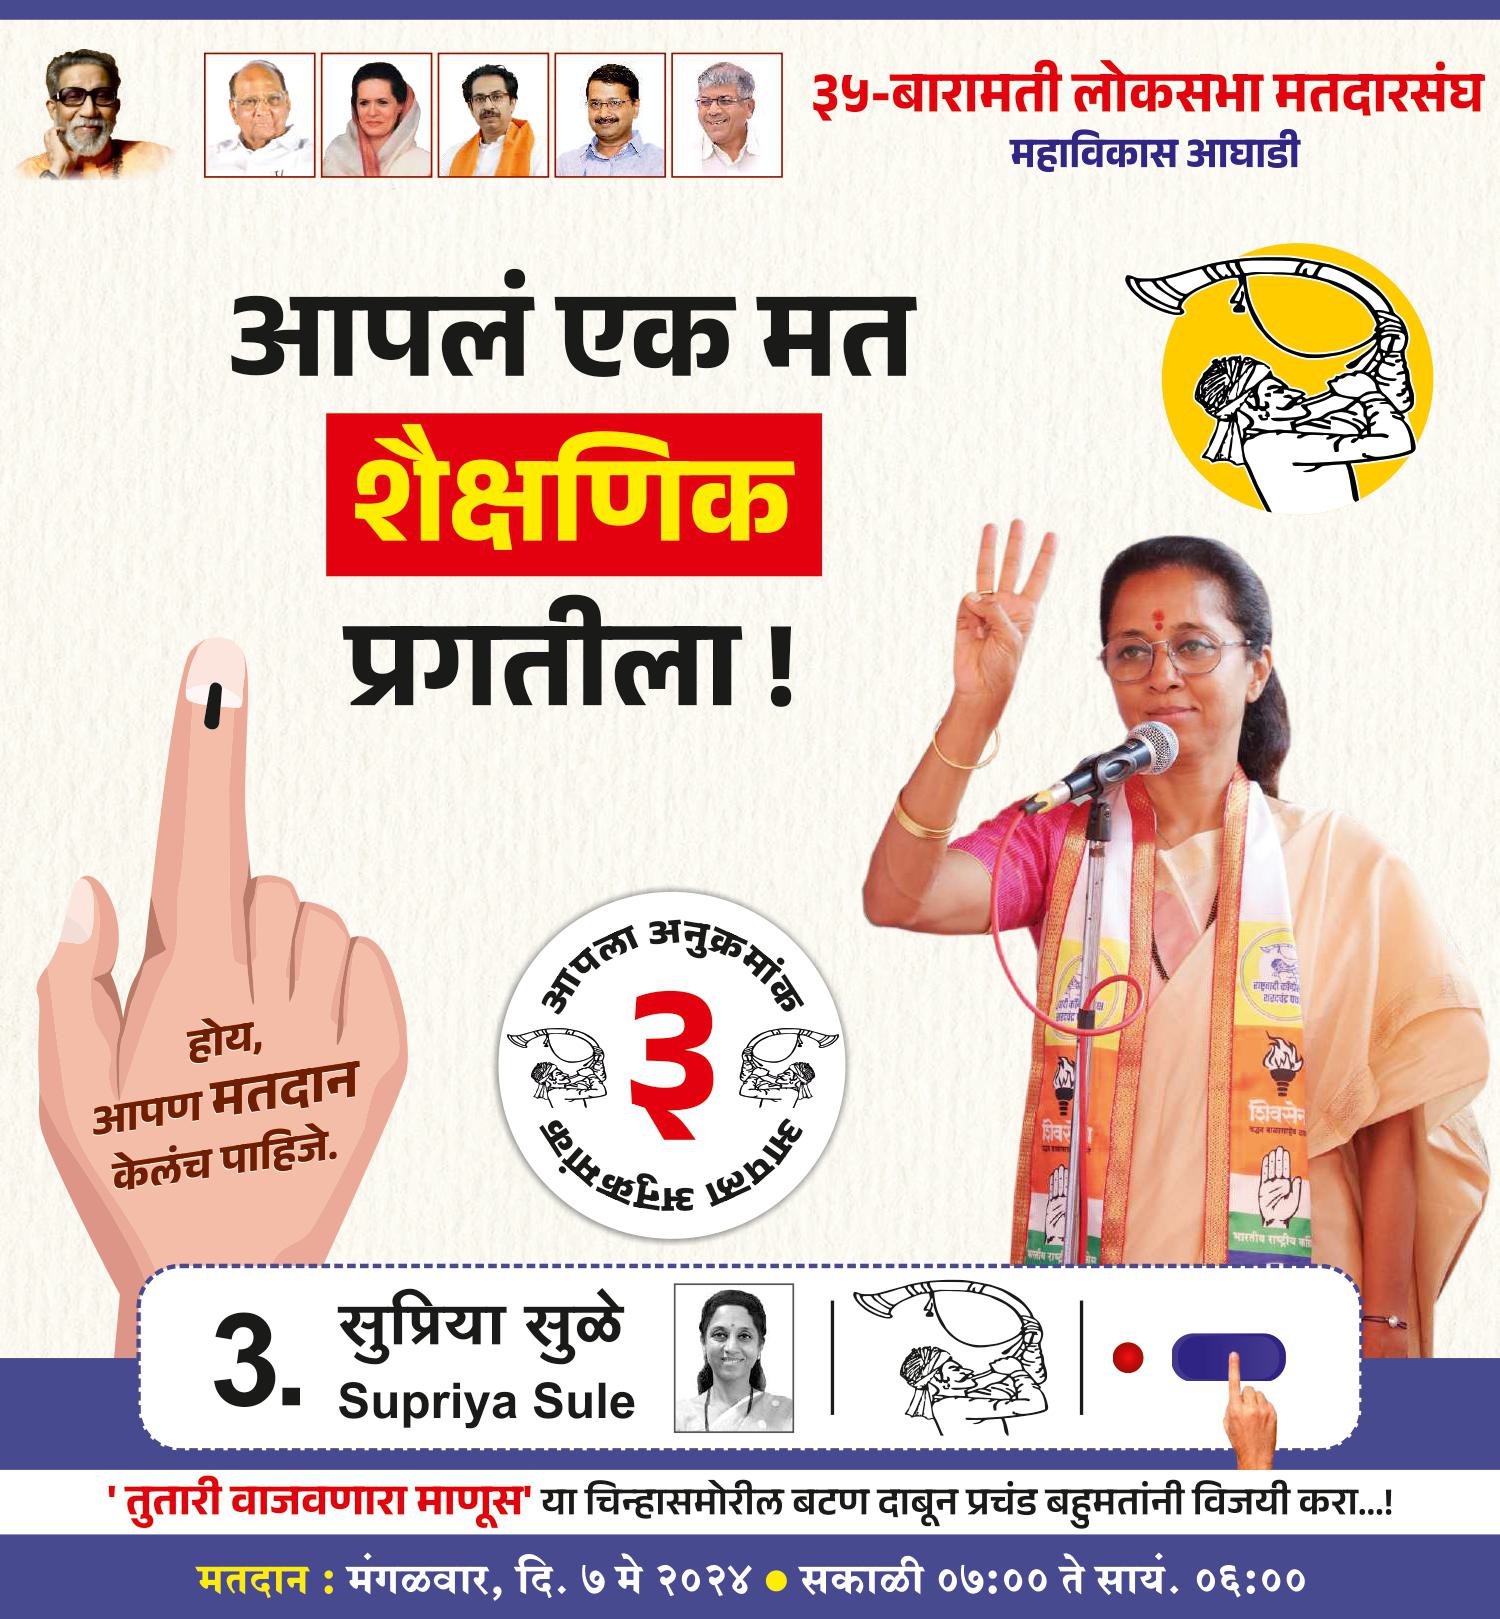 ३५-बारामती लोकसभा मतदारसंघ
महाविकास आघाडी
आपलं एक मत
शैक्षणिक
प्रगतीला !
होय,
आपण मतदान
केलंच पाहिजे.
आपला अनुक्रमांक
३
आपला अनुक्रमांक
शिवसेना
भारतीय राष्ट्रीय
3. सुप्रिया सुळे
Supriya Sule
' तुतारी वाजवणारा माणूस' या चिन्हासमोरील बटण दाबून प्रचंड बहुमतांनी विजयी करा...!
मतदान : मंगळवार, दि. ७ मे २०२४ ● सकाळी ०७:०० ते सायं. ०६:००